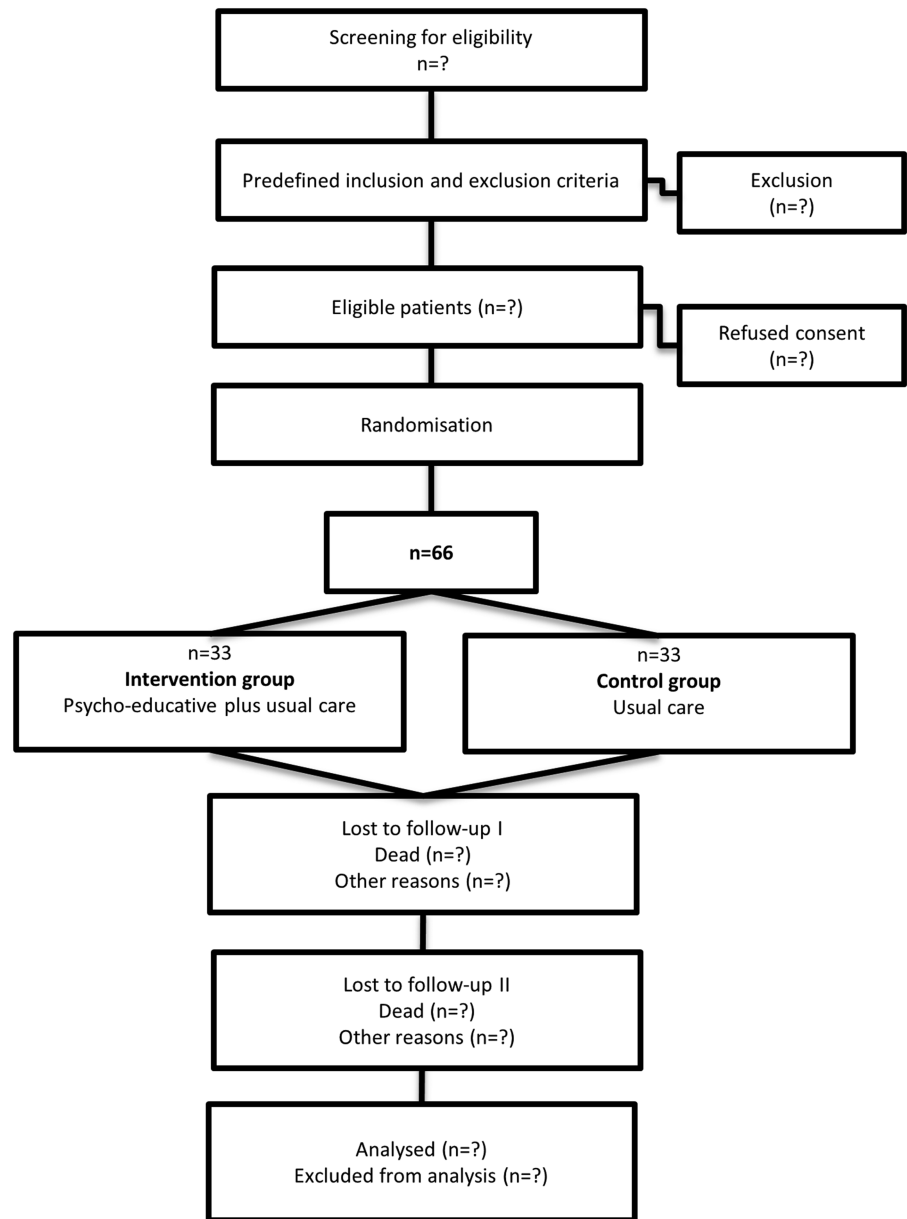 Screening for eligibility
n=?
Predefined inclusion and exclusion criteria
Exclusion
(n=?)
Eligible patients (n=?)
Refused consent
(n=?)
Randomisation
n=66
n=33
Intervention group
Psycho-educative plus usual care
n=33
Control group
Usual care
Lost to follow-up I
Dead (n=?)
Other reasons (n=?)
Lost to follow-up II
Dead (n=?)
Other reasons (n=?)
Analysed (n=?)
Excluded from analysis (n=?)